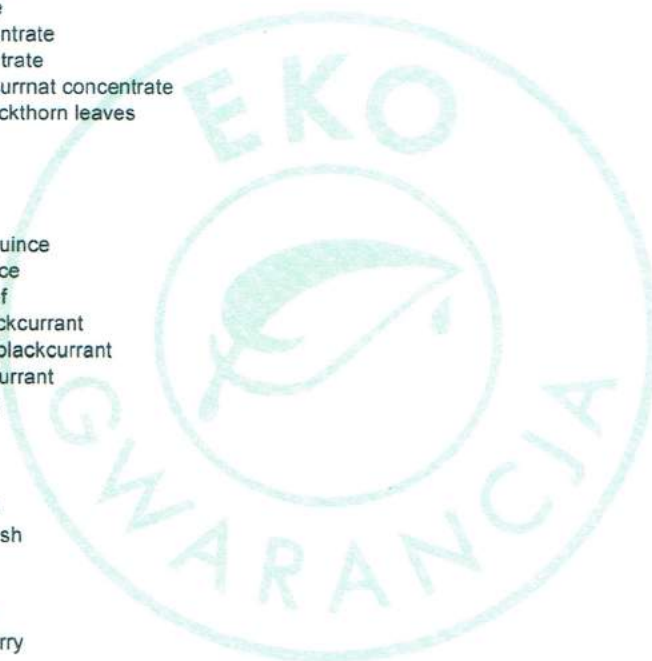 ntrate
trate
urrnat concentrate
ckthorn leaves
EKO
uince
ce
f
ckcurrant
blackcurrant
urrant
GWARANCJA
sh
rry